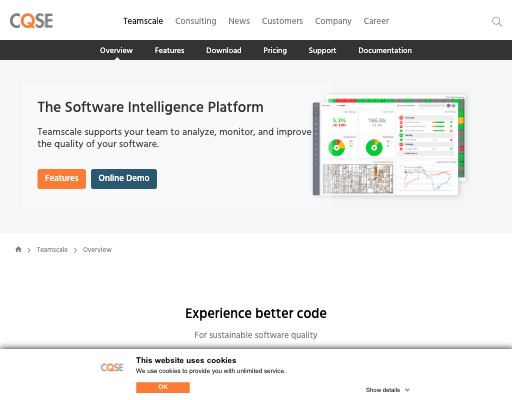 CQSE
Teamscale Consulting News Customers Company Career
Overview Features Download Pricing Support Documentation
The Software Intelligence Platform
Teamscale supports your team to analyze, monitor, and improve
the quality of your software.
Features Online Demo
Teamscale Overview
Experience better code
For sustainable software quality
CQSE
This website uses cookies
We use cookies to provide you with unlimited service.
OK
Show details